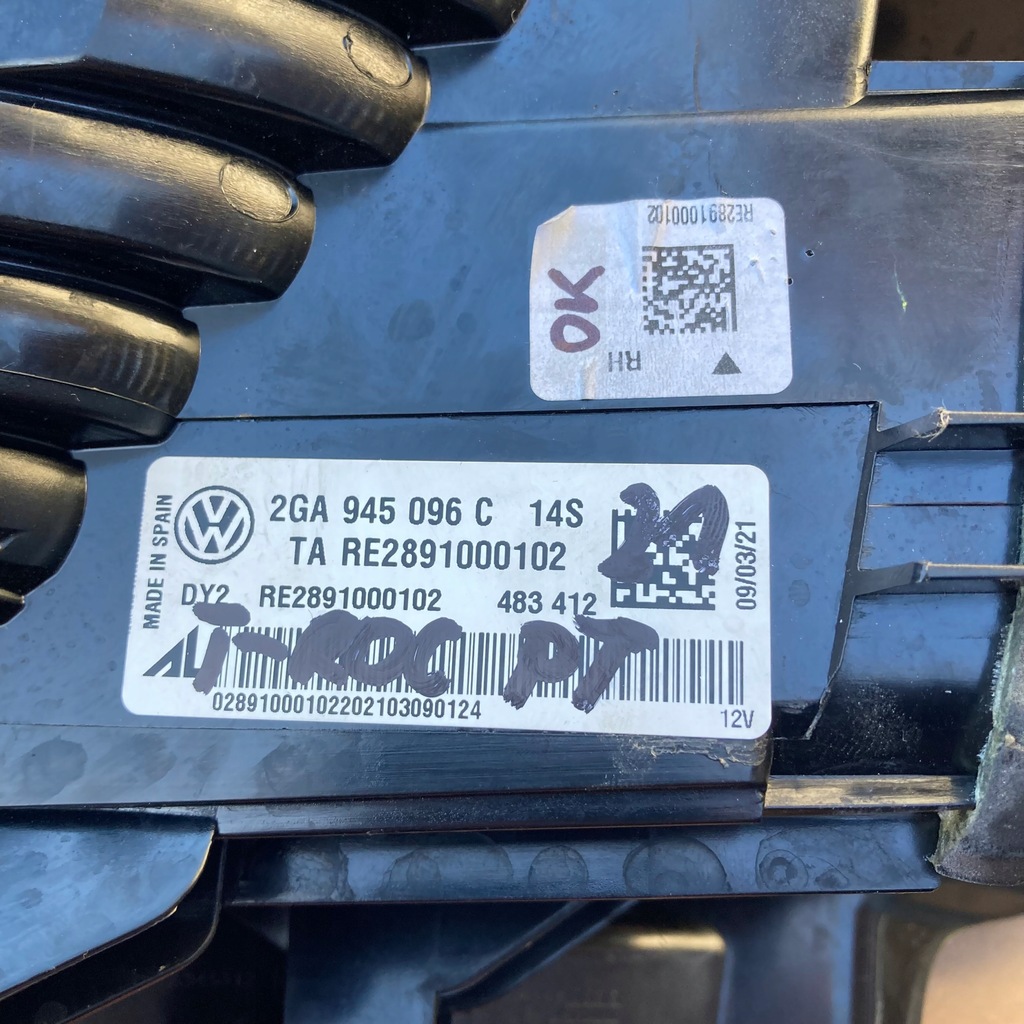 RE2891000102
OK
RH
MADE IN SPAIN
2GA 945 096 C 14S
TA RE2891000102
DY2 RE2891000102 483 412
09/03/21
T-ROC PT
02891000102202103090124
12V